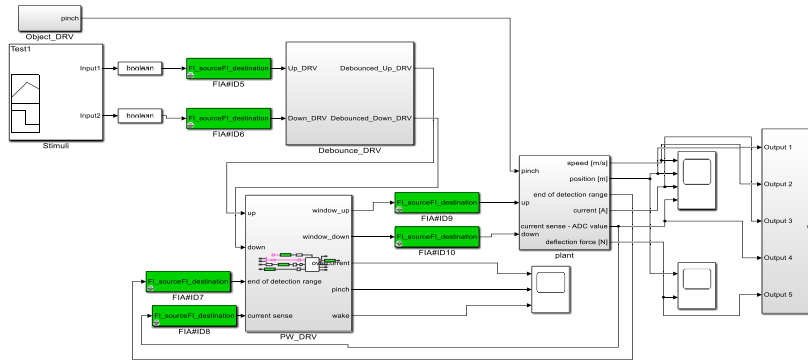 pinch
Object_DRV
Test1
Input1
Input2
Stimuli
boolean
boolean
FI_sourceFI_destination
FIA#ID5
FI_sourceFI_destination
FIA#ID6
Up_DRV
Debounced_Up_DRV
Down_DRV
Debounced_Down_DRV
Debounce_DRV
up
window_up
down
window_down
overcurrent
end of detection range
pinch
current sense
wake
PW_DRV
FI_sourceFI_destination
FIA#ID7
FI_sourceFI_destination
FIA#ID8
FI_sourceFI_destination
FIA#ID9
FI_sourceFI_destination
FIA#ID10
pinch
speed [m/s]
position [m]
up
end of detection range
current [A]
current sense - ADC value
down
deflection force [N]
plant
Output 1
Output 2
Output 3
Output 4
Output 5